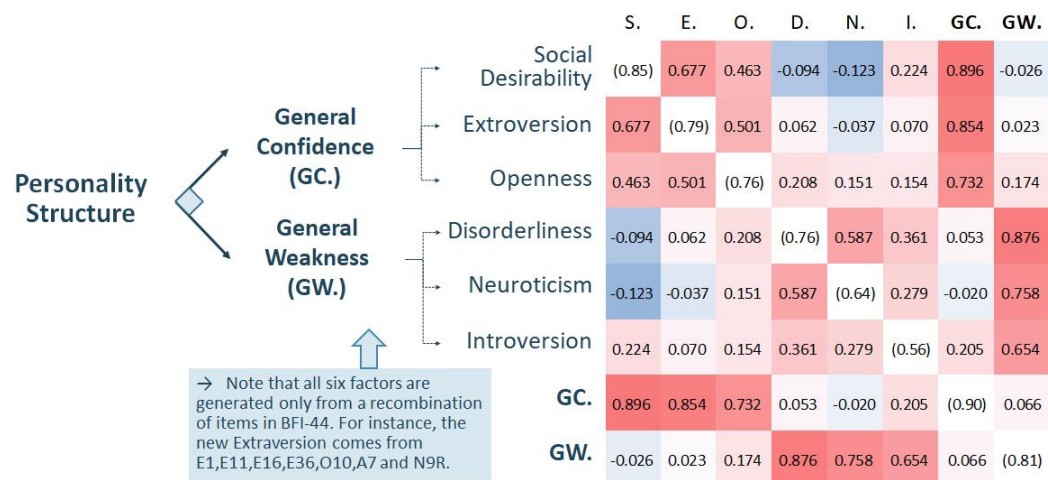 S. E. O. D. N. I. GC. GW.
Social
Desirability
(0.85) 0.677 0.463 -0.094 -0.123 0.224 0.896 -0.026
General
Confidence
(GC.)
Extroversion
0.677 (0.79) 0.501 0.062 -0.037 0.070 0.854 0.023
Openness
0.463 0.501 (0.76) 0.208 0.151 0.154 0.732 0.174
Personality
Structure
General
Weakness
(GW.)
Disorderliness
-0.094 0.062 0.208 (0.76) 0.587 0.361 0.053 0.876
Neuroticism
-0.123 -0.037 0.151 0.587 (0.64) 0.279 -0.020 0.758
Introversion
0.224 0.070 0.154 0.361 0.279 (0.56) 0.205 0.654
GC.
0.896 0.854 0.732 0.053 -0.020 0.205 (0.90) 0.066
GW.
-0.026 0.023 0.174 0.876 0.758 0.654 0.066 (0.81)
→ Note that all six factors are
generated only from a recombination
of items in BFI-44. For instance, the
new Extraversion comes from
E1,E11,E16,E36,O10,A7 and N9R.